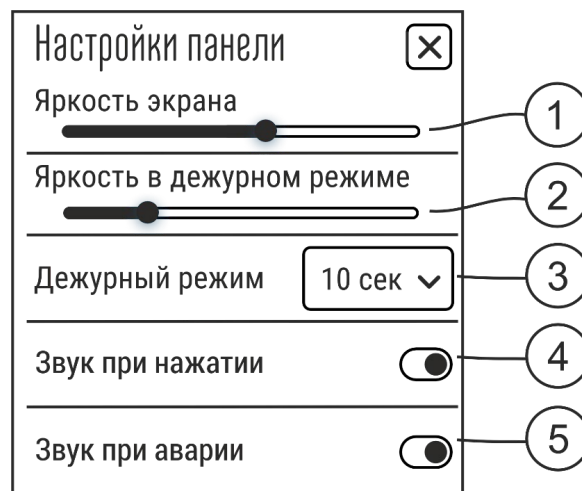 Настройки панели
Яркость экрана
1
Яркость в дежурном режиме
2
Дежурный режим
10 сек
3
Звук при нажатии
4
Звук при аварии
5